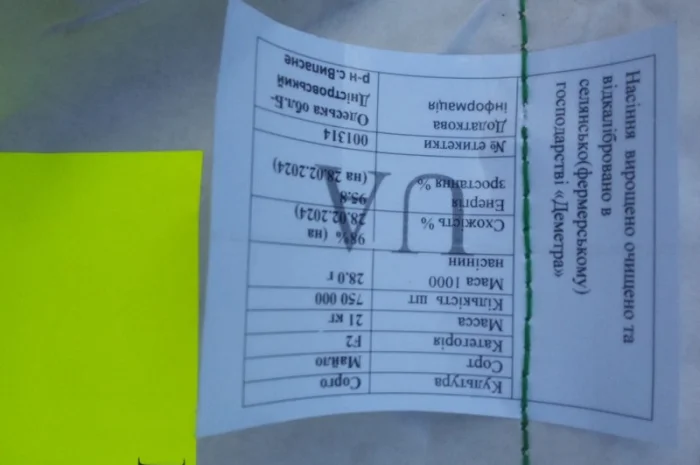 Культура Сорго
Сорт Майло
Категорія F2
Масса 21 кг
Кількість шт 750 000
Маса 1000 28.0 г
насінин
Схожість % 98% (на
28.02.2024)
Енергія 95.8
зростаня % (на 28.02.2024)
№ етикетки 001314
Додаткова Одеська обл.Б-
інформація Дністровський
р-н с.Випасне
UA
Насіння вирощено очищено та
відкалібровано в
селянсько(фермерському)
господарстві «Деметра»